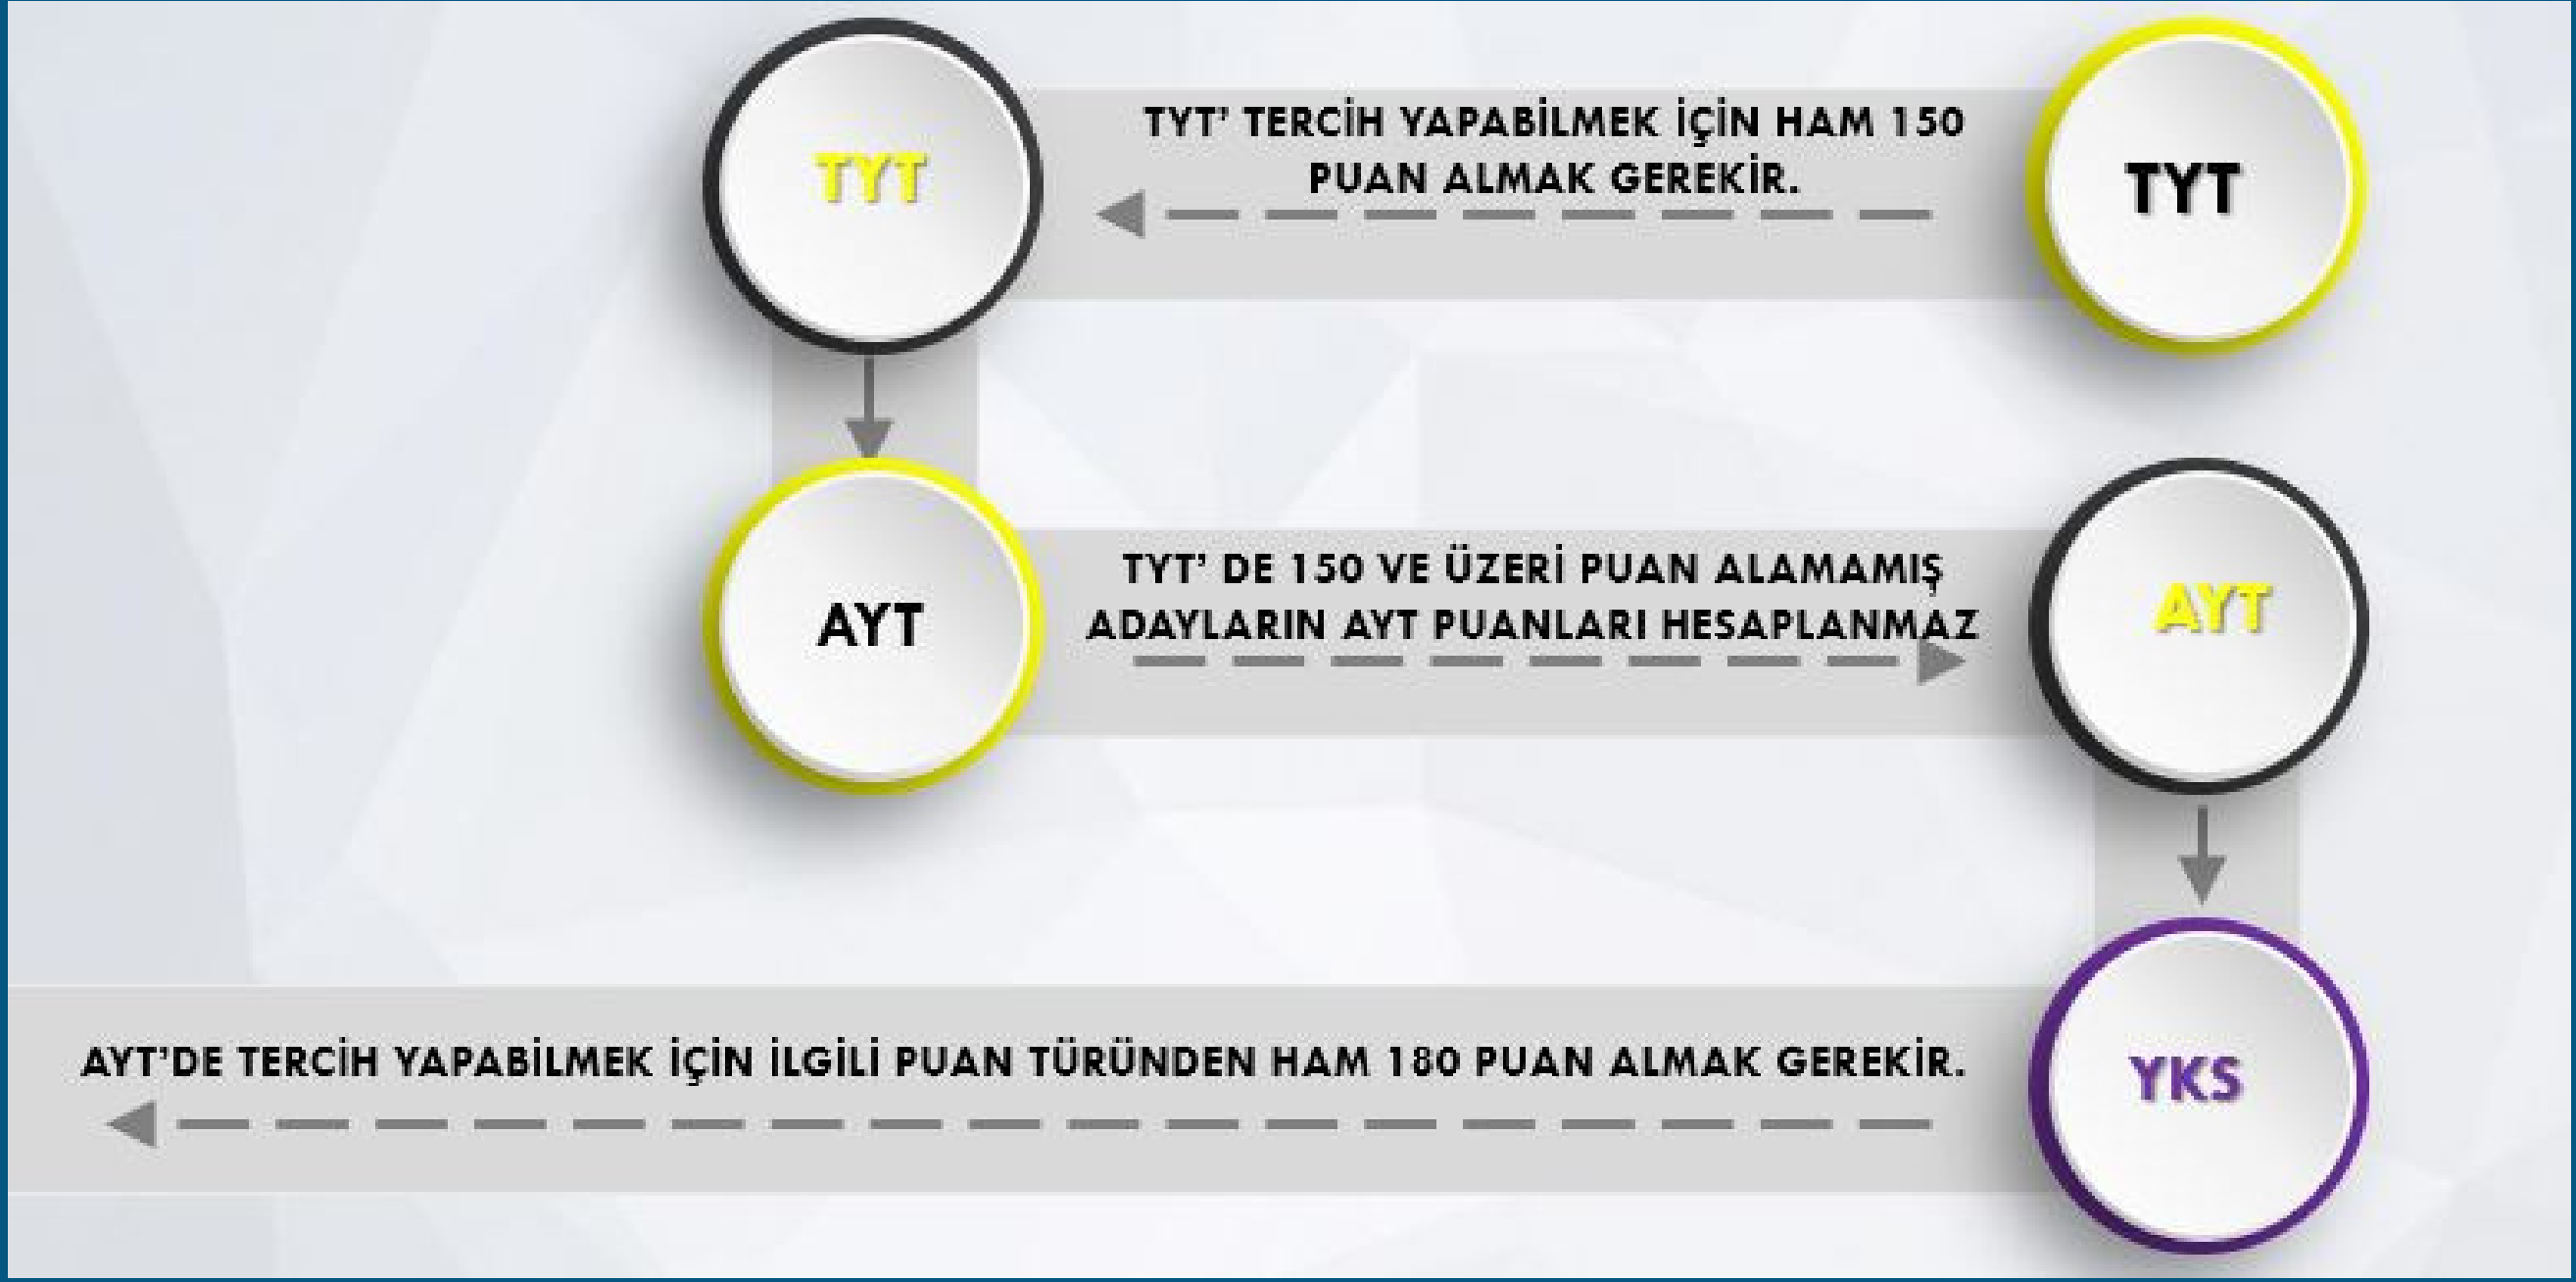 TYT
TYT' TERCİH YAPABİLMEK İÇİN HAM 150
PUAN ALMAK GEREKİR.
TYT
AYT
TYT' DE 150 VE ÜZERİ PUAN ALAMAMIŞ
ADAYLARIN AYT PUANLARI HESAPLANMAZ
AYT
AYT'DE TERCİH YAPABİLMEK İÇİN İLGİLİ PUAN TÜRÜNDEN HAM 180 PUAN ALMAK GEREKİR.
YKS